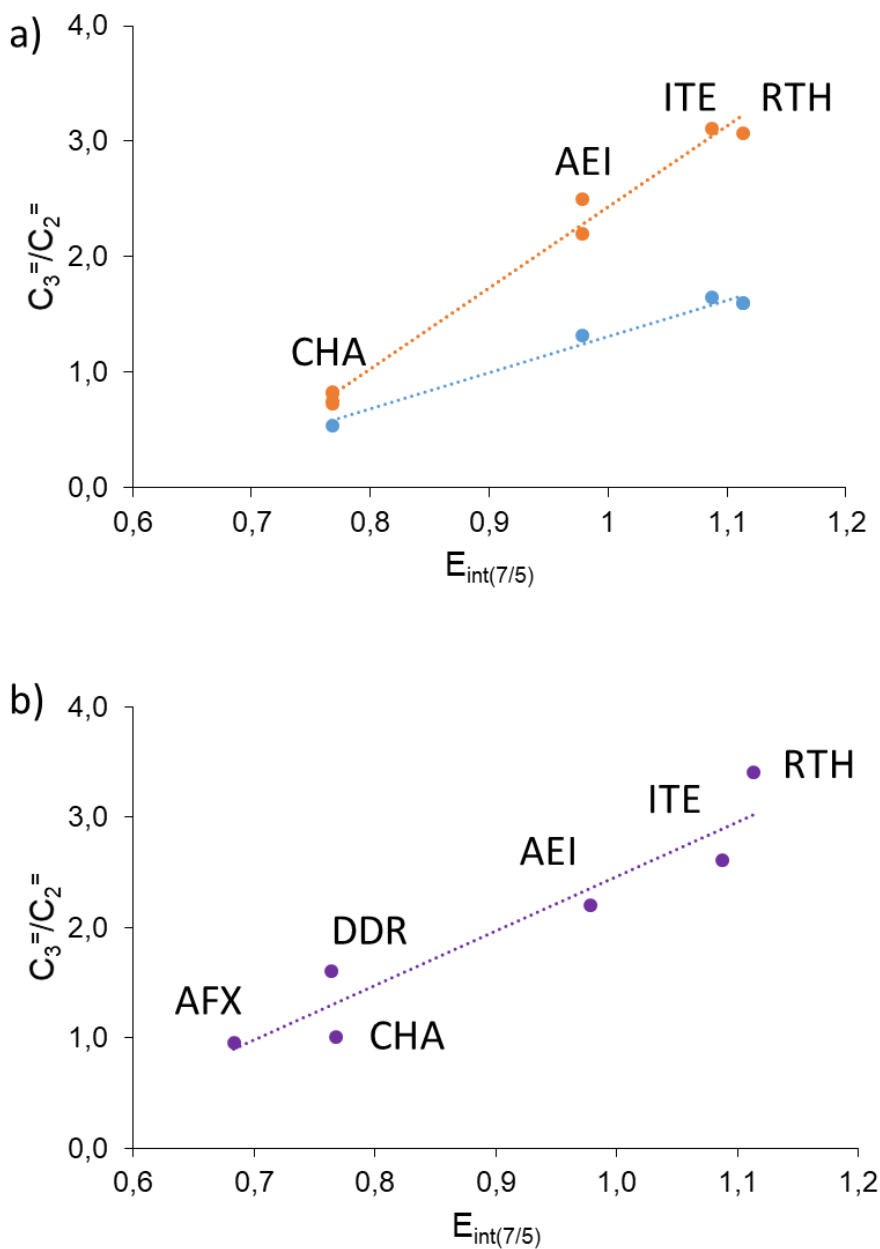 a)
4,0
3,0
2,0
1,0
0,0
C3=/C2=
ITE RTH
AEI
CHA
0,6 0,7 0,8 0,9 1 1,1 1,2
Eint(7/5)
b)
4,0
3,0
2,0
1,0
0,0
C3=/C2=
RTH
ITE
AEI
DDR
AFX
CHA
0,6 0,7 0,8 0,9 1,0 1,1 1,2
Eint(7/5)